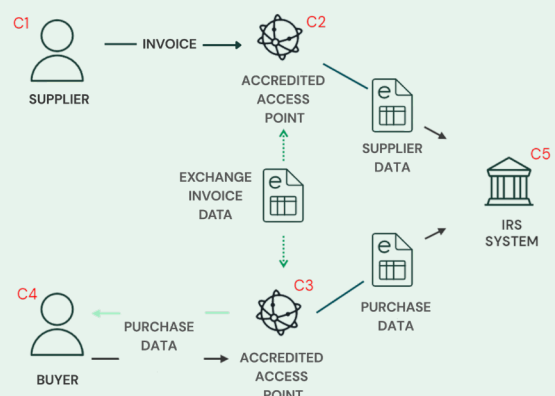 C1
INVOICE
C2
SUPPLIER
ACCREDITED
ACCESS
POINT
e
SUPPLIER
DATA
C5
IRS
SYSTEM
EXCHANGE
INVOICE
DATA
e
C3
e
PURCHASE
DATA
C4
PURCHASE
DATA
BUYER
ACCREDITED
ACCESS
POINT